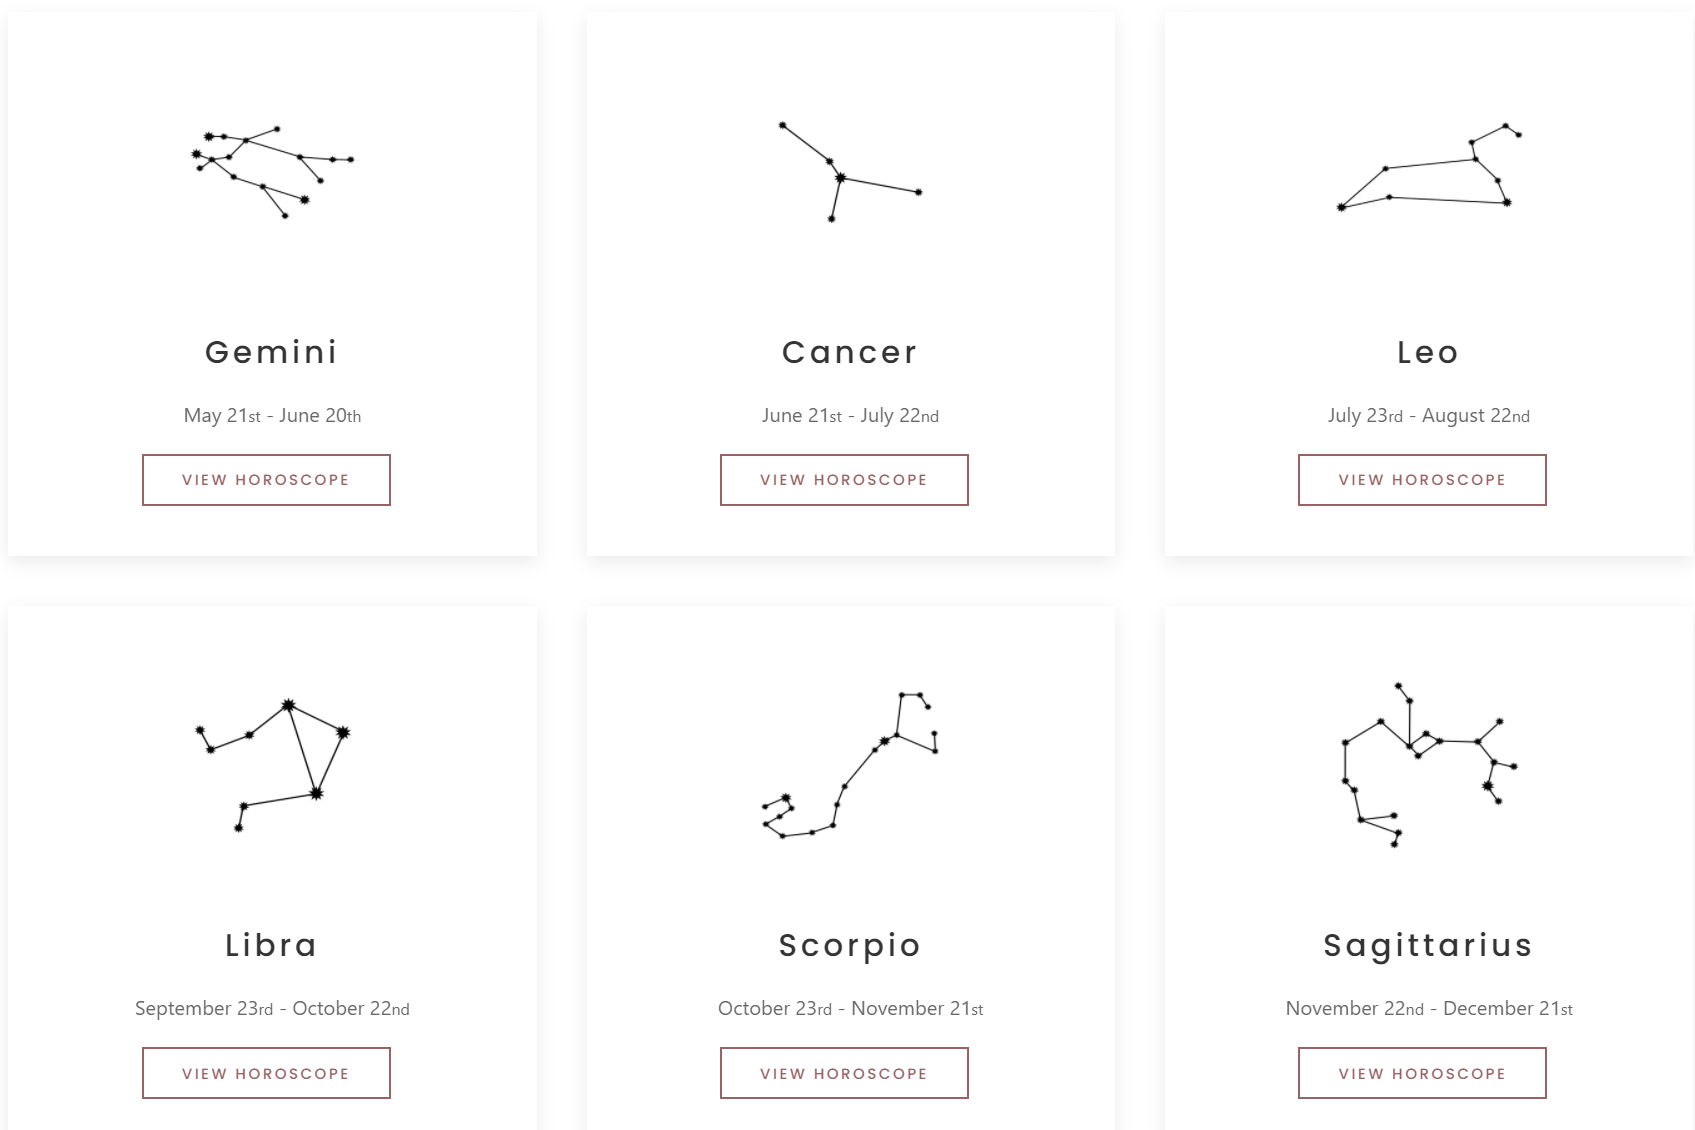 Gemini
May 21st - June 20th
VIEW HOROSCOPE
Cancer
June 21st - July 22nd
VIEW HOROSCOPE
Leo
July 23rd - August 22nd
VIEW HOROSCOPE
Libra
September 23rd - October 22nd
VIEW HOROSCOPE
Scorpio
October 23rd - November 21st
VIEW HOROSCOPE
Sagittarius
November 22nd - December 21st
VIEW HOROSCOPE